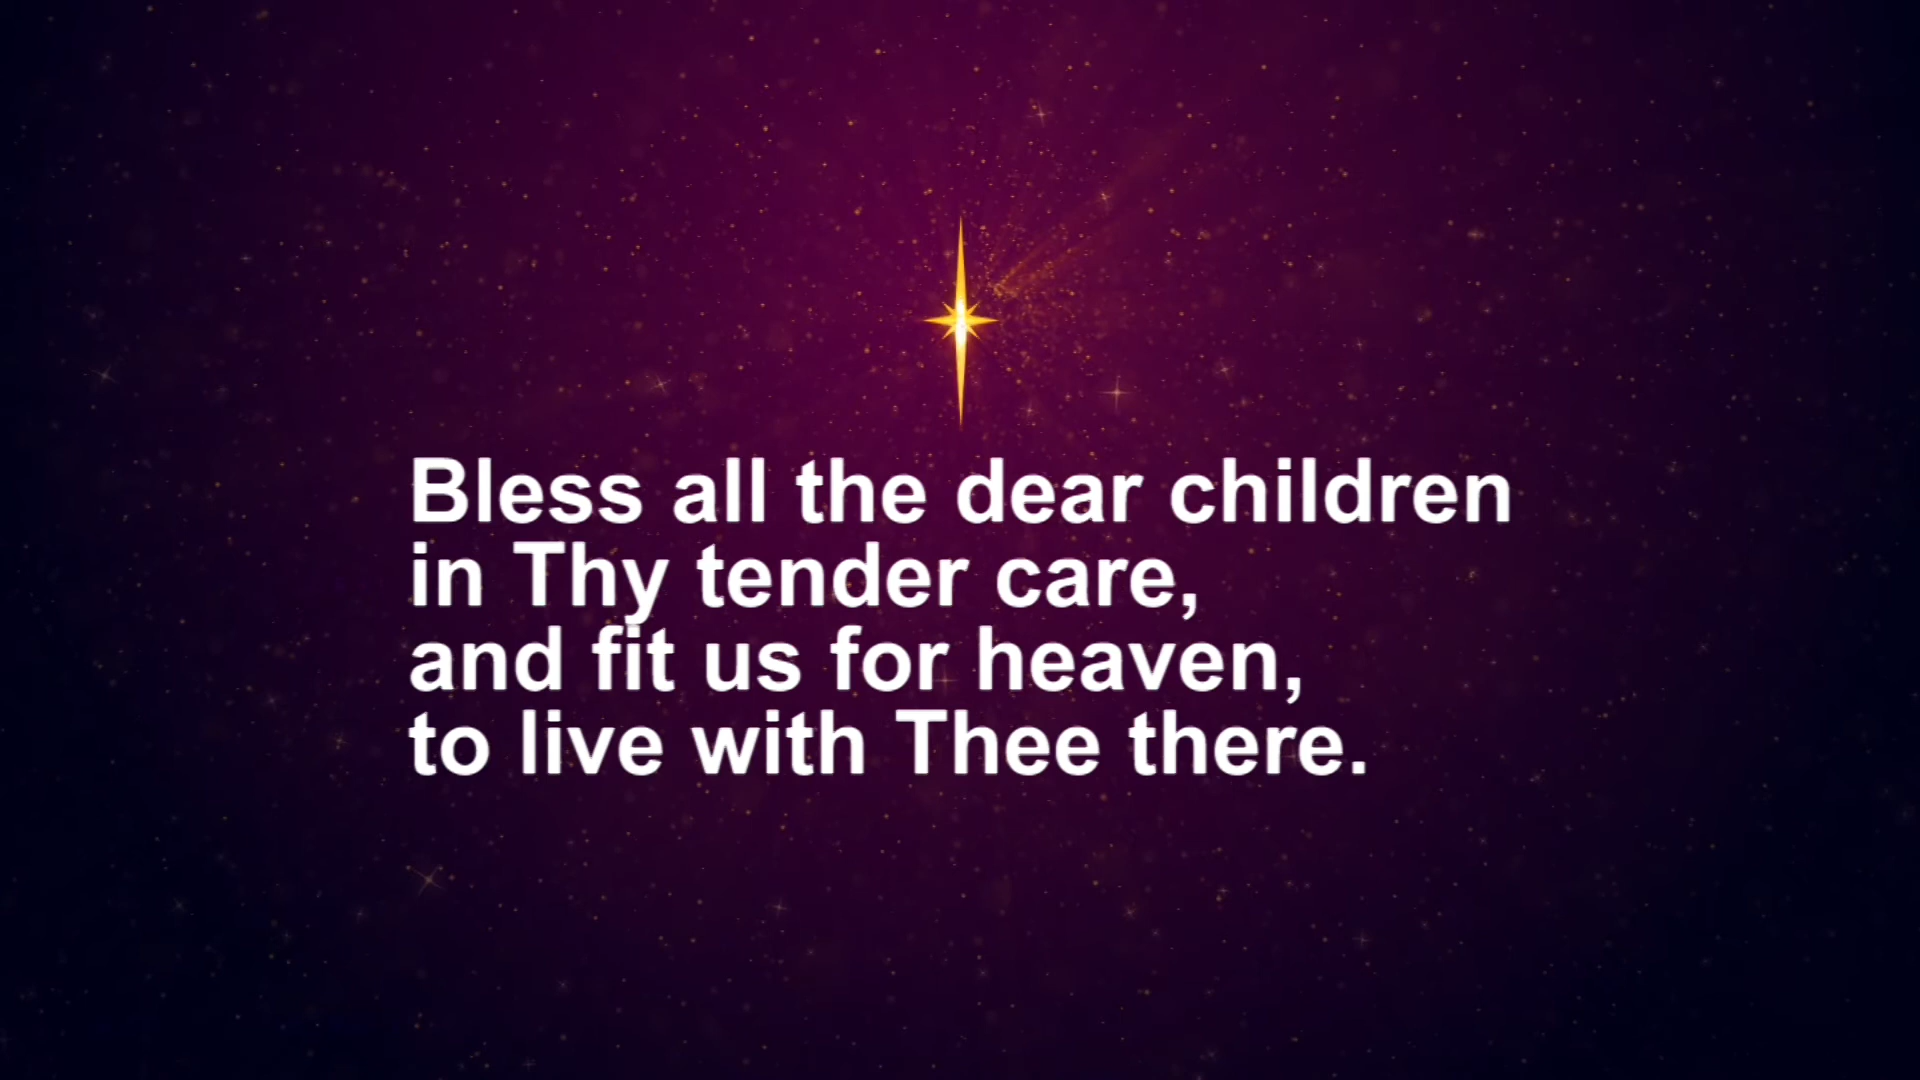 Bless all the dear children
in Thy tender care,
and fit us for heaven,
to live with Thee there.